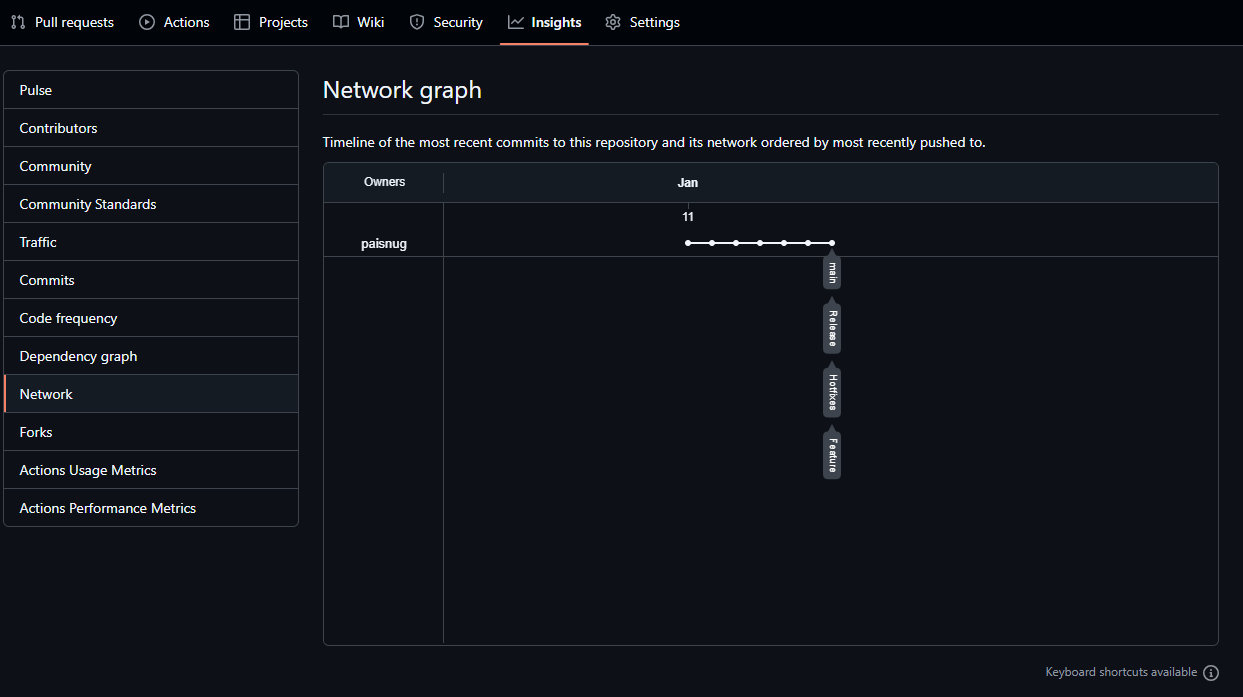 Pull requests Actions Projects Wiki Security Insights Settings
Pulse
Contributors
Community
Community Standards
Traffic
Commits
Code frequency
Dependency graph
Network
Forks
Actions Usage Metrics
Actions Performance Metrics
Network graph
Timeline of the most recent commits to this repository and its network ordered by most recently pushed to.
Owners Jan
11
paisnug
main
Release
Hotfixes
Feature
Keyboard shortcuts available